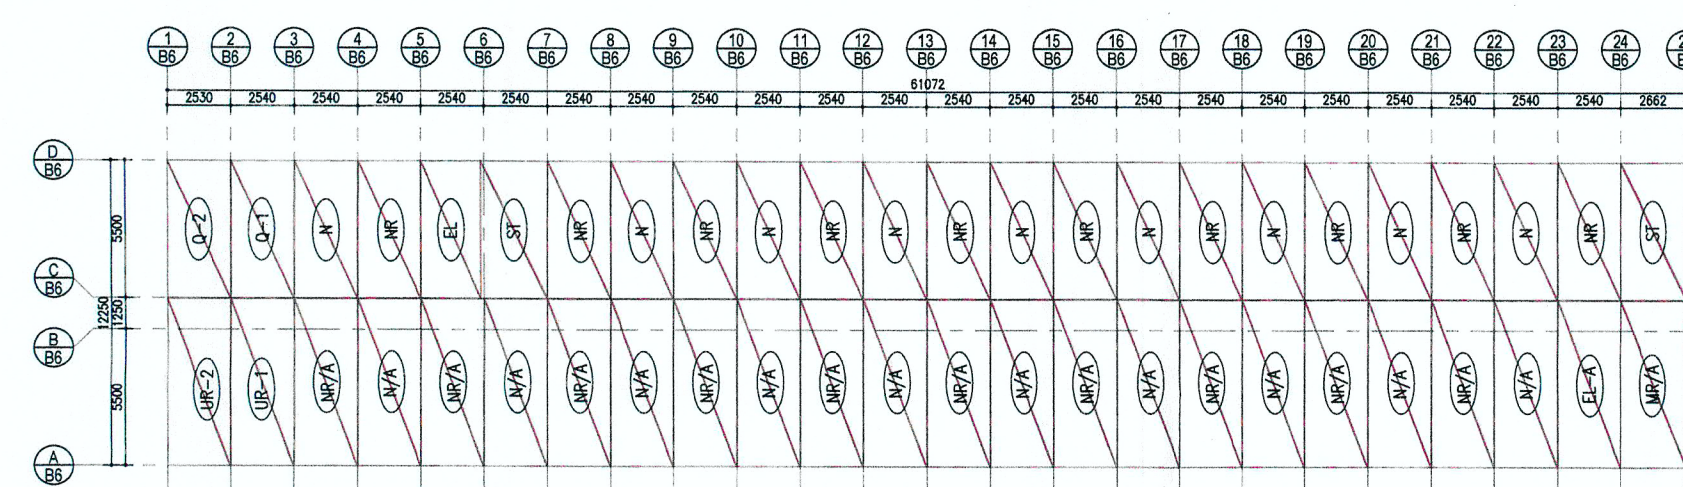 1 2 3 4 5 6 7 8 9 10 11 12 13 14 15 16 17 18 19 20 21 22 23 24
B6 B6 B6 B6 B6 B6 B6 B6 B6 B6 B6 B6 B6 B6 B6 B6 B6 B6 B6 B6 B6 B6 B6 B6
61072
2530 2540 2540 2540 2540 2540 2540 2540 2540 2540 2540 2540 2540 2540 2540 2540 2540 2540 2540 2540 2540 2540 2540 2662
D
B6
5500
Q-2 Q-1 N NR EL ST NR N NR N NR N NR N NR N NR N NR N NR N NR ST
C
B6
12250
1250
B
B6
5500
UR-2 UR-1 NR/A N/A NR/A N/A NR/A N/A NR/A N/A NR/A N/A NR/A N/A NR/A N/A NR/A N/A NR/A N/A NR/A N/A EL-A MR/A
A
B6